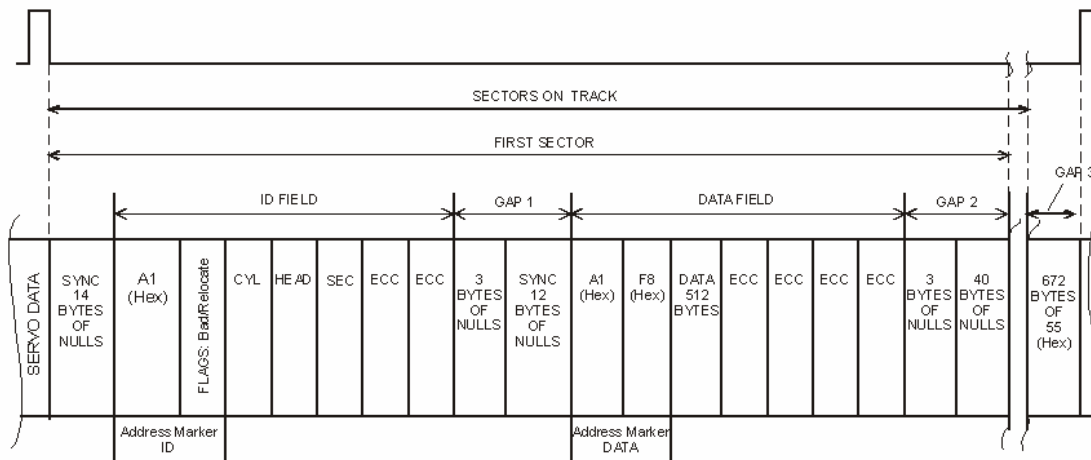 SECTORS ON TRACK
FIRST SECTOR
GAP 3
ID FIELD
GAP 1
DATA FIELD
GAP 2
SERVO DATA
SYNC
14
BYTES
OF
NULLS
A1
(Hex)
FLAGS: Bad/Relocate
CYL
HEAD
SEC
ECC
ECC
3
BYTES
OF
NULLS
SYNC
12
BYTES
OF
NULLS
A1
(Hex)
F8
(Hex)
DATA
512
BYTES
ECC
ECC
ECC
ECC
3
BYTES
OF
NULLS
40
BYTES
OF
NULLS
672
BYTES
OF
55
(Hex)
Address Marker
ID
Address Marker
DATA